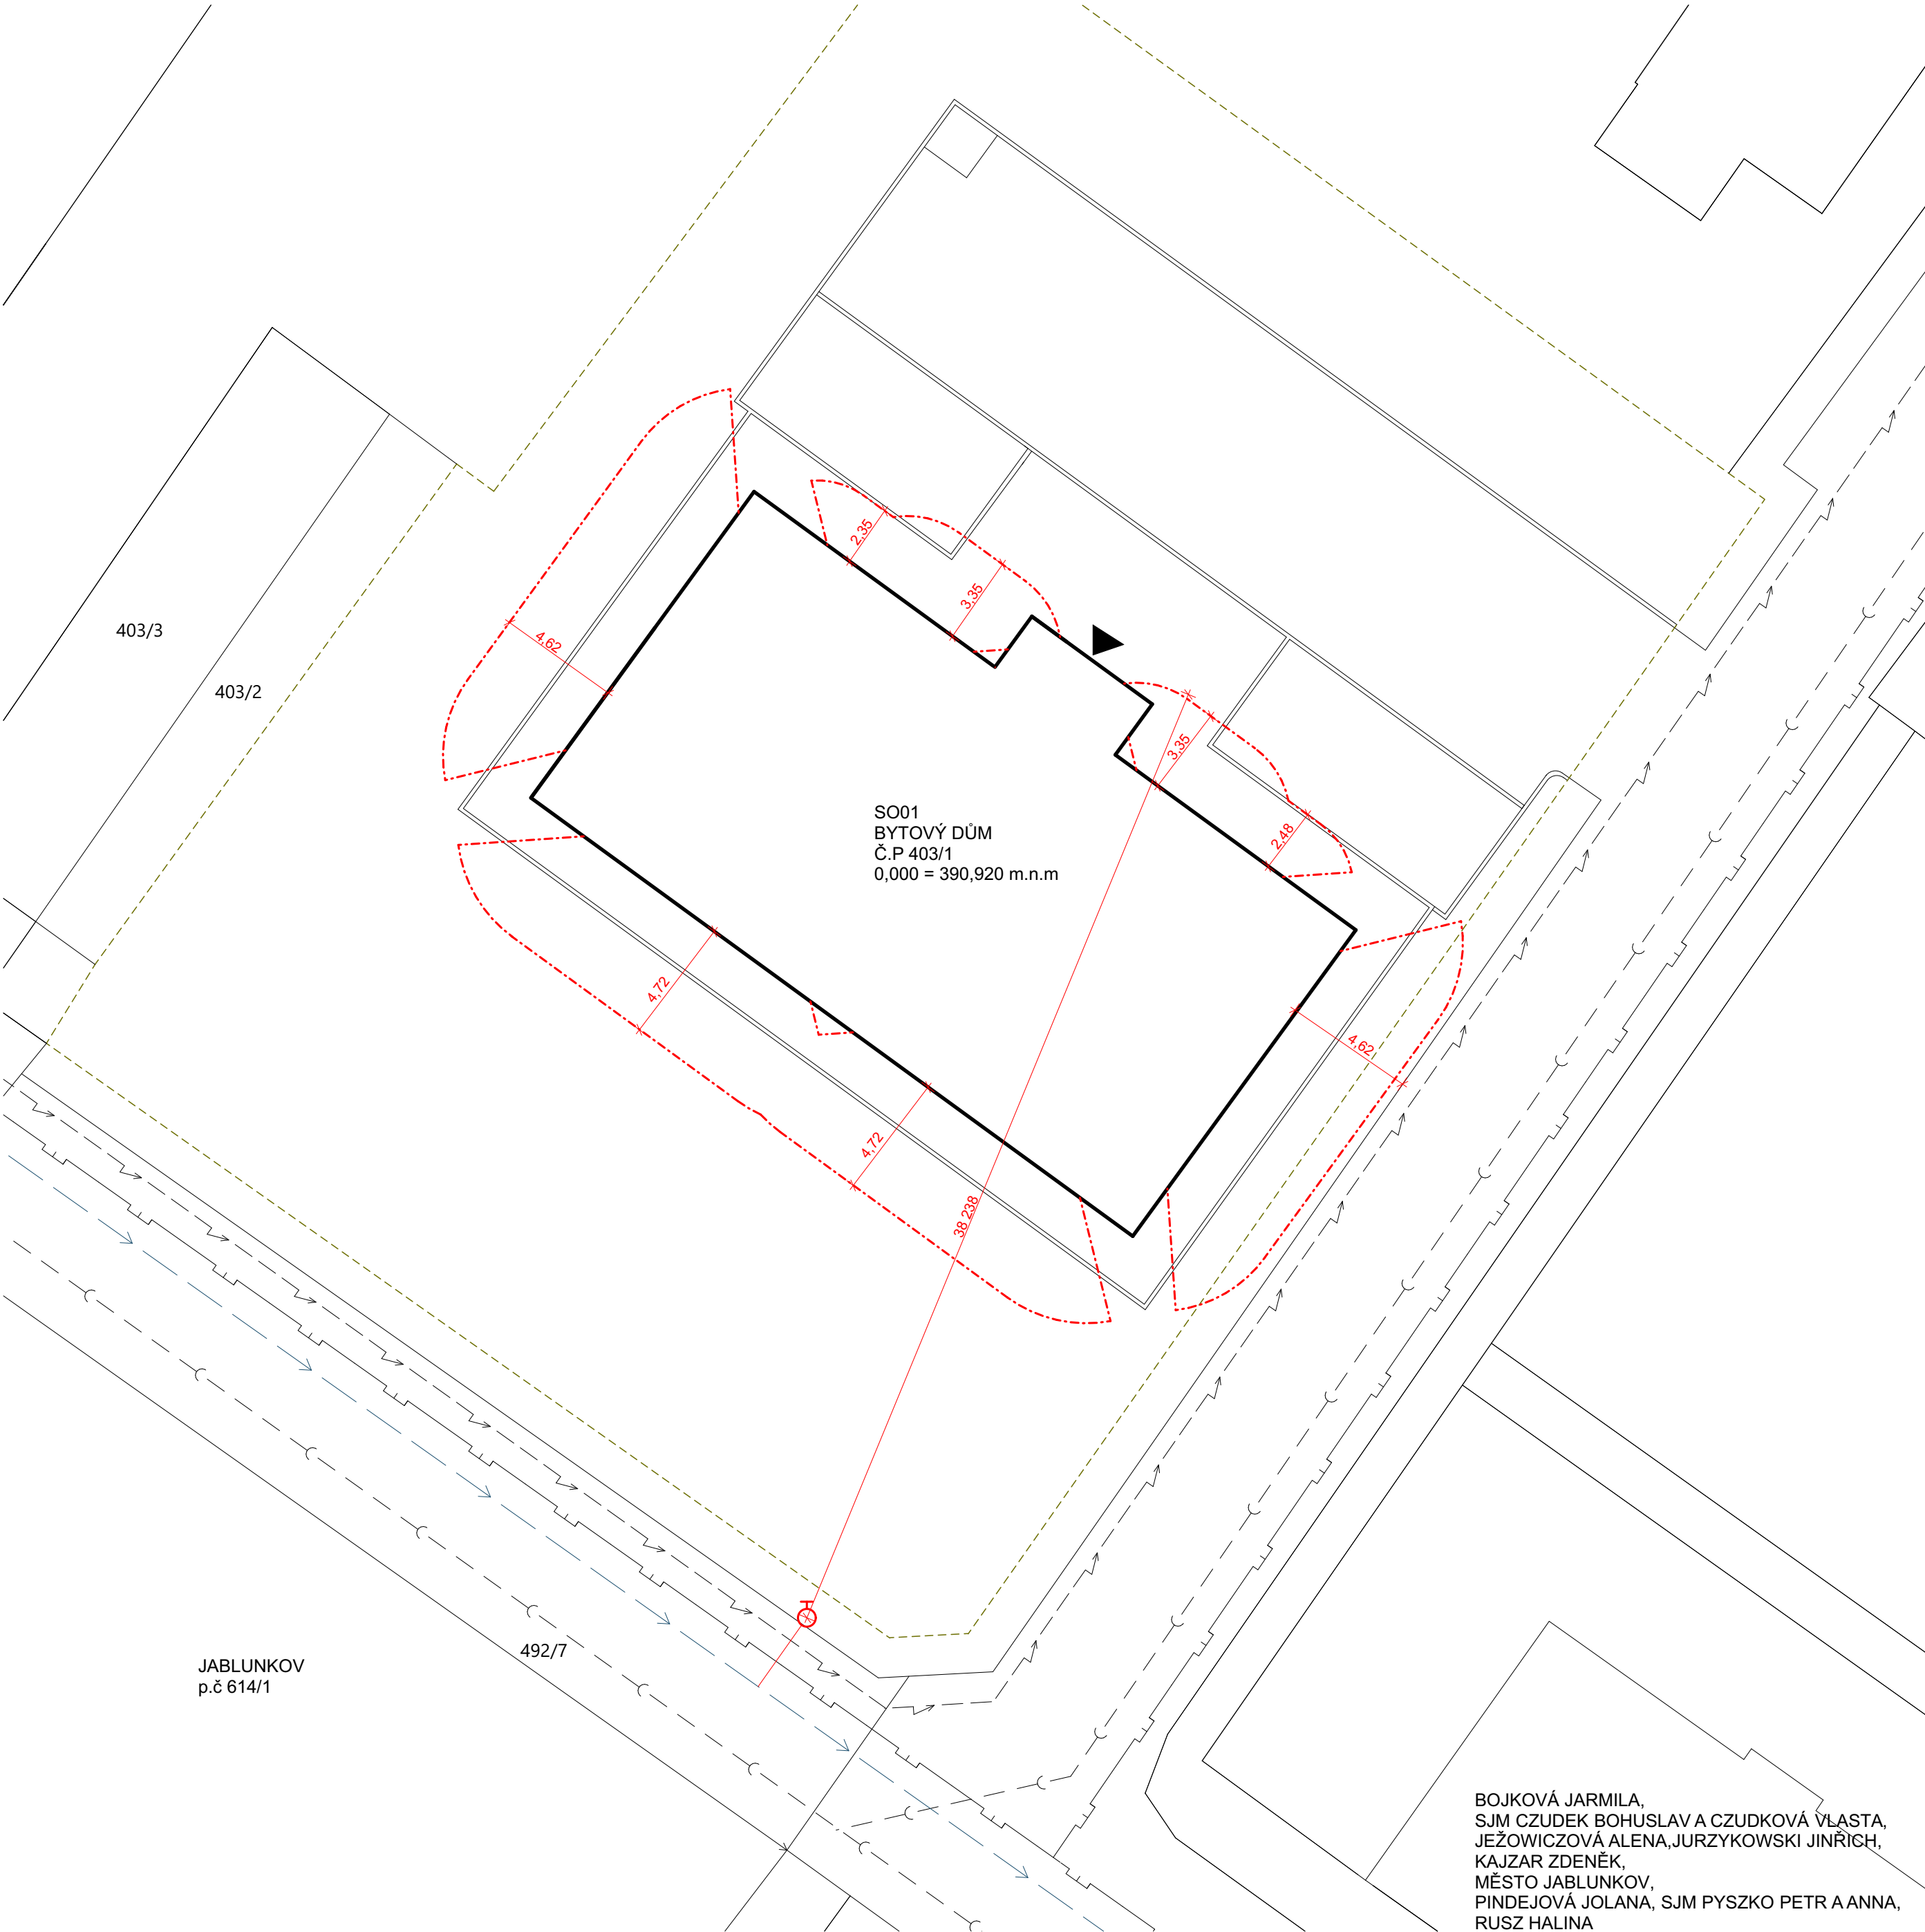 2,35
3,35
4,62
403/3
403/2
3,35
SO01
BYTOVÝ DŮM
Č.P 403/1
0,000 = 390,920 m.n.m
2,48
4,72
4,62
4,72
38 238
492/7
JABLUNKOV
p.č 614/1
BOJKOVÁ JARMILA,
SJM CZUDEK BOHUSLAV A CZUDKOVÁ VLASTA,
JEŽOWICZOVÁ ALENA,JURZYKOWSKI JINŘICH,
KAJZAR ZDENĚK,
MĚSTO JABLUNKOV,
PINDEJOVÁ JOLANA, SJM PYSZKO PETR A ANNA,
RUSZ HALINA